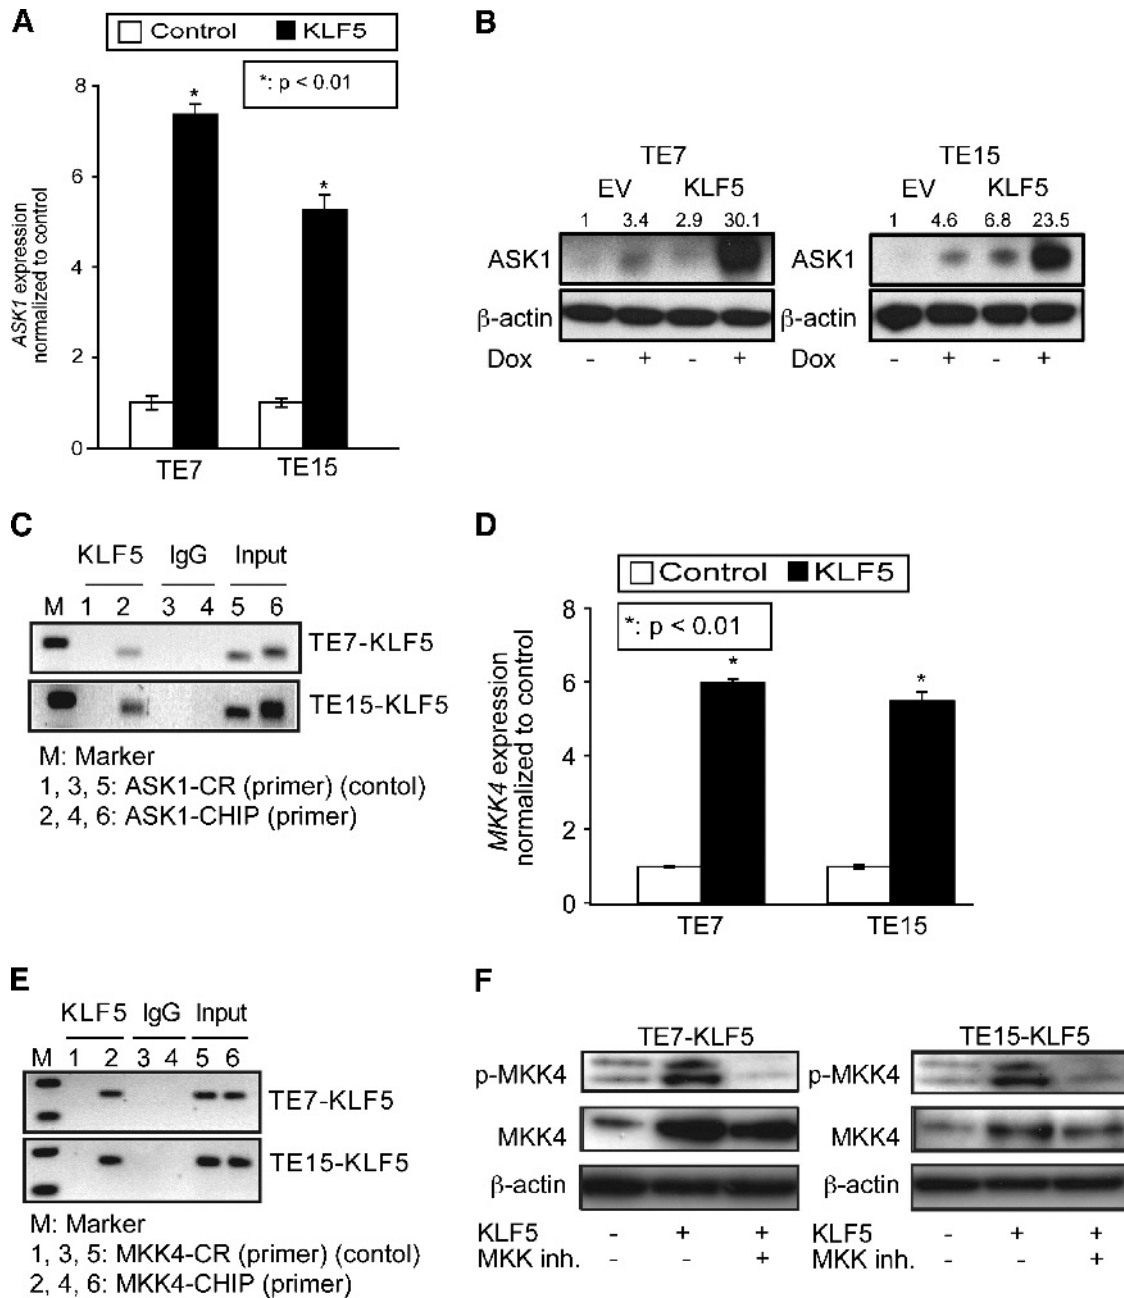 A
Control KLF5
*: p < 0.01
8
6
4
2
0
*
*
ASK1 expression
normalized to control
TE7 TE15
B
TE7 TE15
EV KLF5 EV KLF5
1 3.4 2.9 30.1 1 4.6 6.8 23.5
ASK1 ASK1
β-actin β-actin
Dox - + - + Dox - + - +
C
KLF5 IgG Input
M 1 2 3 4 5 6
TE7-KLF5
TE15-KLF5
M: Marker
1, 3, 5: ASK1-CR (primer) (contol)
2, 4, 6: ASK1-CHIP (primer)
D
Control KLF5
*: p < 0.01
8
6
4
2
0
*
*
MKK4 expression
normalized to control
TE7 TE15
E
KLF5 IgG Input
M 1 2 3 4 5 6
TE7-KLF5
TE15-KLF5
M: Marker
1, 3, 5: MKK4-CR (primer) (contol)
2, 4, 6: MKK4-CHIP (primer)
F
TE7-KLF5 TE15-KLF5
p-MKK4 p-MKK4
MKK4 MKK4
β-actin β-actin
KLF5 - + + KLF5 - + +
MKK inh. - - + MKK inh. - - +